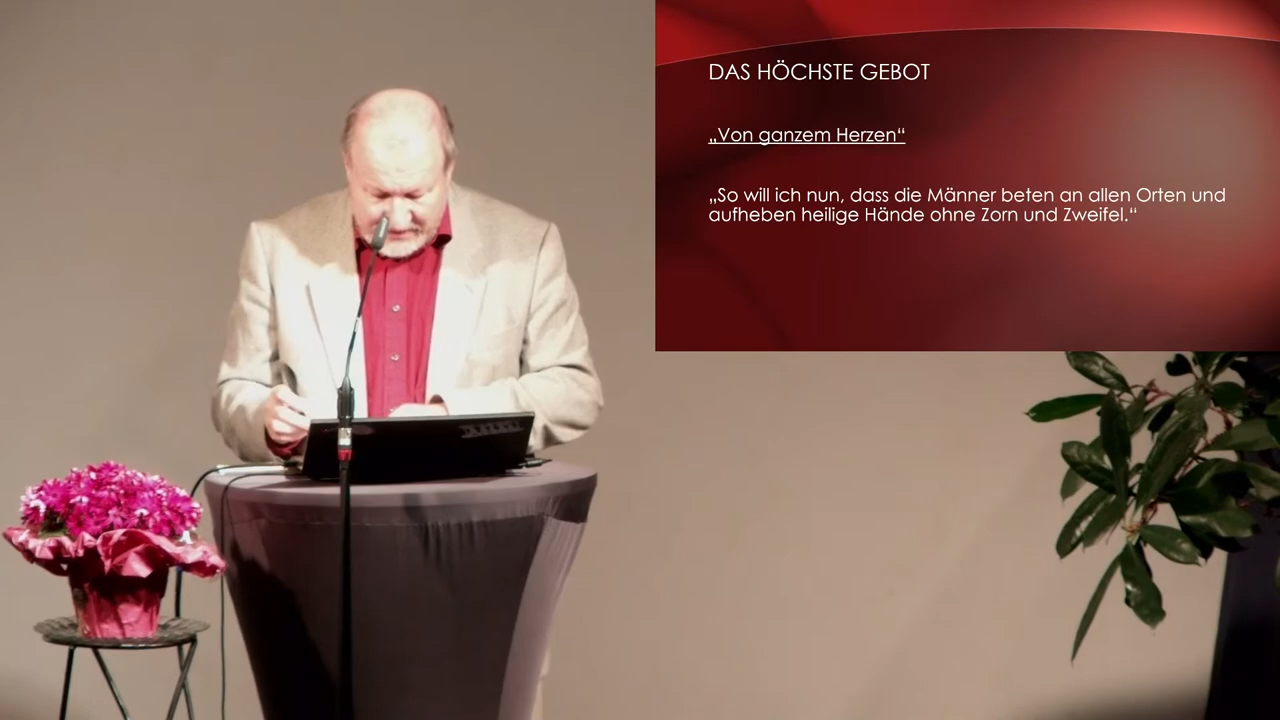 DAS HÖCHSTE GEBOT
„Von ganzem Herzen“
„So will ich nun, dass die Männer beten an allen Orten und
aufheben heilige Hände ohne Zorn und Zweifel.“